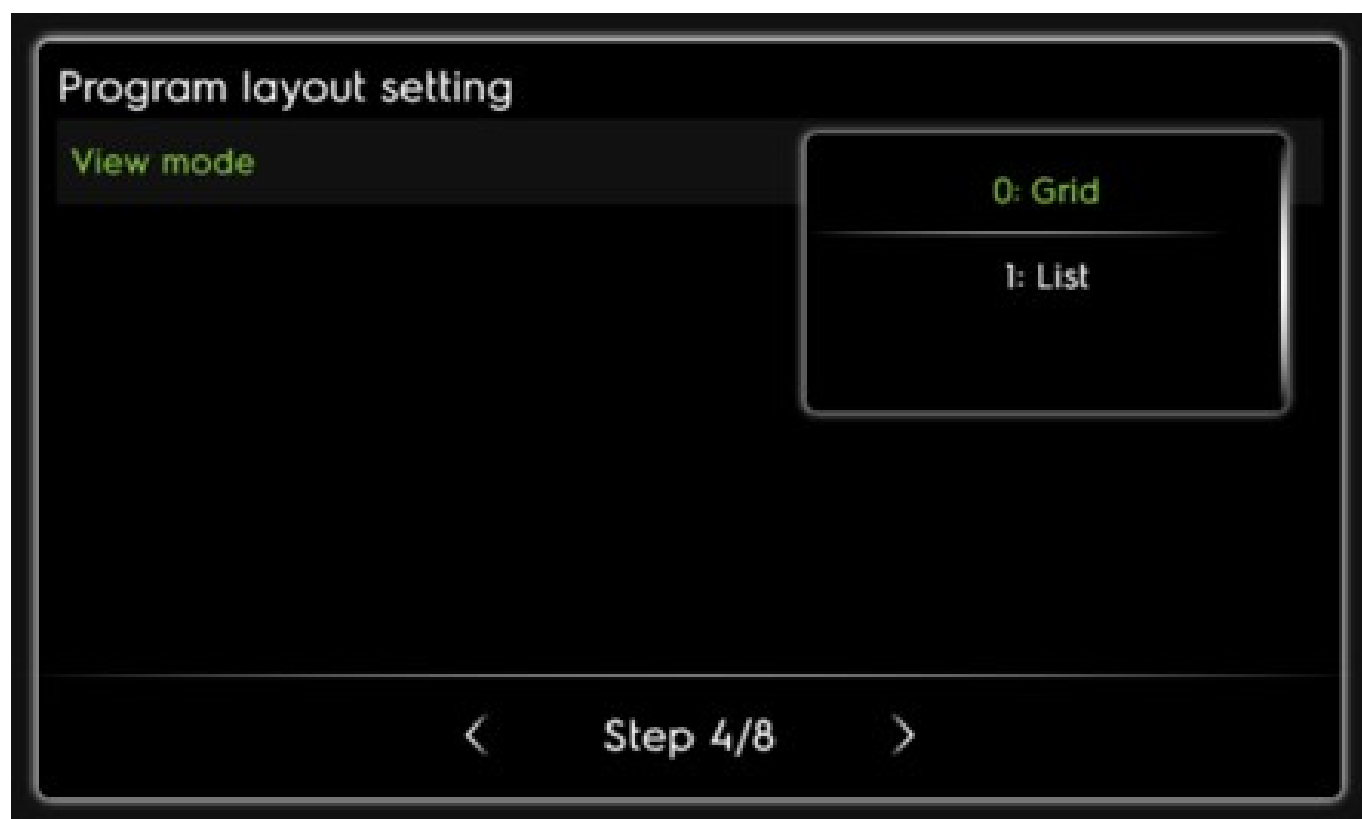 Program layout setting
View mode
0: Grid
1: List
< Step 4/8 >